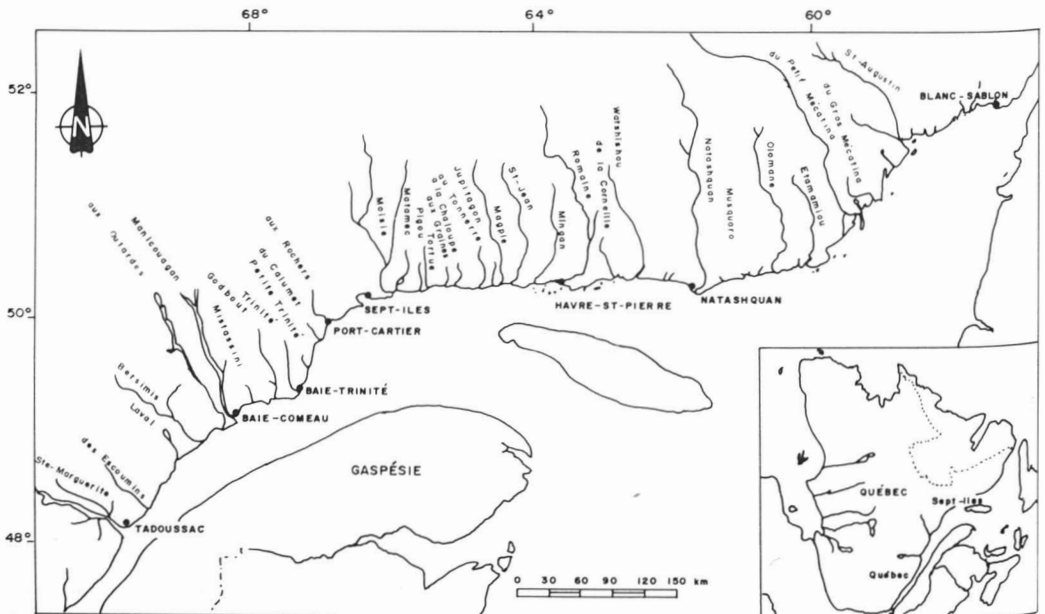 68°
64°
60°
52°
50°
48°
N
aux Outardes
Manicouagan
Godbout
Mistassini
Trinité
Petite Trinité
du Calumet
aux Rochers
Bersimis
Laval
des Escoumins
Ste-Marguerite
Moisie
Matamec
Pigou
Tortue
aux Graines
à la Chaloupe
au Tonnerre
Jupitagon
Magpie
St-Jean
Mingan
Romaine
de la Corneille
Watshishou
Natashquan
Musquaro
Olomane
Etamamiou
du Petit Mécatina
du Gros Mécatina
St-Augustin
BLANC-SABLON
SEPT-ILES
PORT-CARTIER
HAVRE-ST-PIERRE
NATASHQUAN
BAIE-TRINITÉ
BAIE-COMEAU
GASPÉSIE
TADOUSSAC
0 30 60 90 120 150 km
QUÉBEC
Sept-Iles
Québec